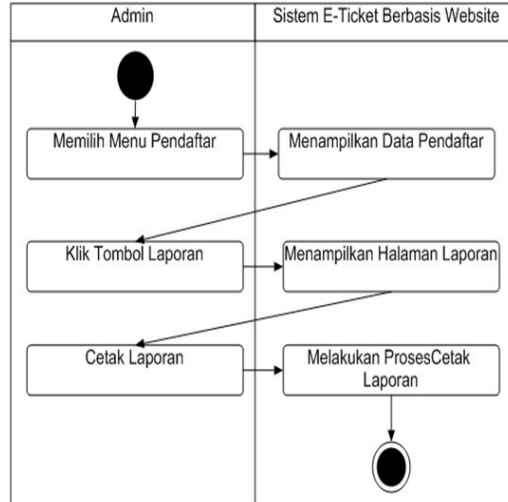 Admin
Sistem E-Ticket Berbasis Website
Memilih Menu Pendaftar
Menampilkan Data Pendaftar
Klik Tombol Laporan
Menampilkan Halaman Laporan
Cetak Laporan
Melakukan ProsesCetak
Laporan